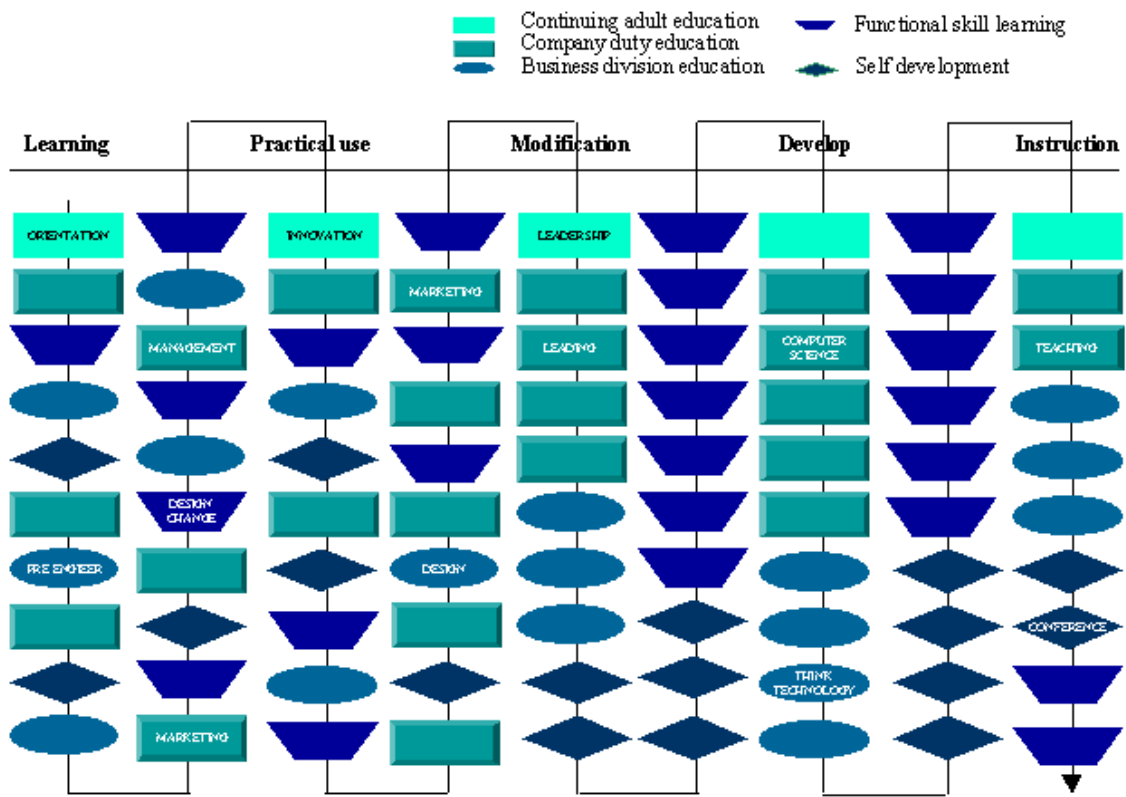 Continuing adult education
Functional skill learning
Company duty education
Business division education
Self development
Learning
Practical use
Modification
Develop
Instruction
ORIENTATION
INNOVATION
LEADERSHIP
MARKETING
MANAGEMENT
LEADING
COMPUTER
SCIENCE
TEACHING
DESIGN
CHANGE
PRE ENGIEER
DESIGN
CONFERENCE
THINK
TECHNOLOGY
MARKETING